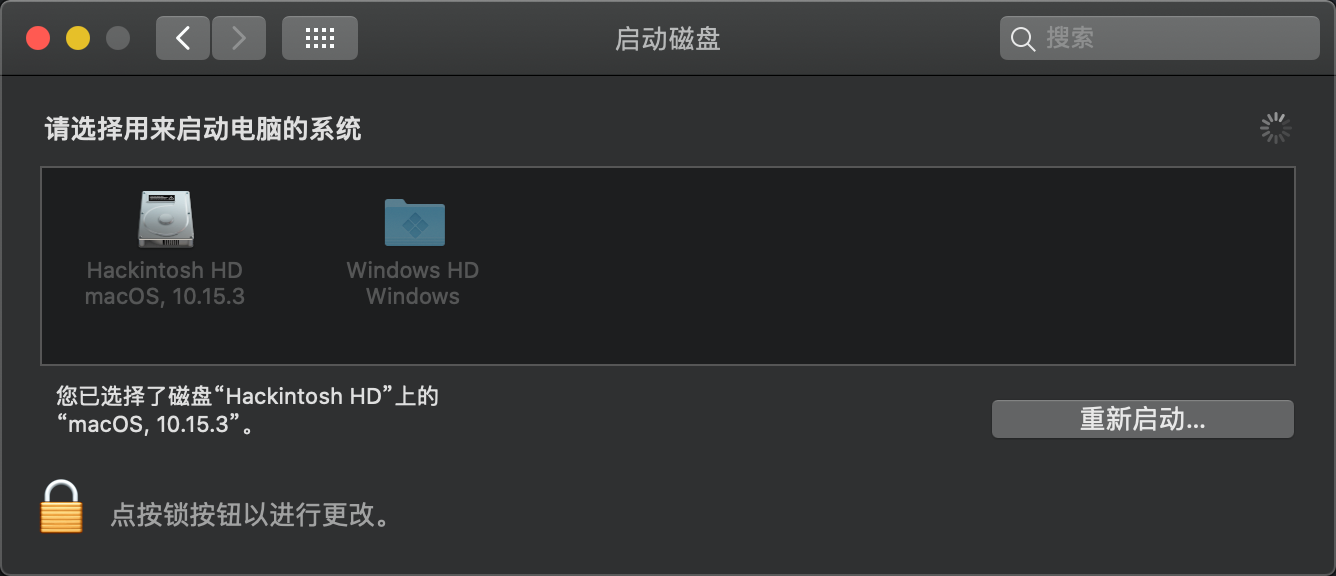 启动磁盘
搜索
请选择用来启动电脑的系统
Hackintosh HD
macOS, 10.15.3
Windows HD
Windows
您已选择了磁盘“Hackintosh HD”上的
“macOS, 10.15.3”。
重新启动...
点按锁按钮以进行更改。